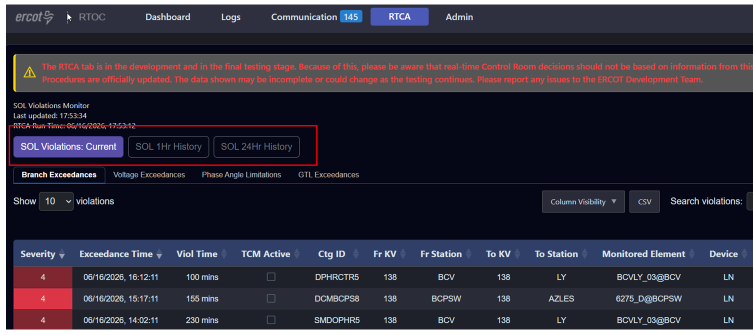 ercot RTOC Dashboard Logs Communication 145 RTCA Admin
The RTCA tab is in the development and in the final testing stage. Because of this, please be aware that real-time Control Room decisions should not be based on information from this
Procedures are officially updated. The data shown may be incomplete or could change as the testing continues. Please report any issues to the ERCOT Development Team.
SOL Violations Monitor
Last updated: 17:53:34
RTCA Run Time: 06/16/2026, 17:53:12
SOL Violations: Current SOL 1Hr History SOL 24Hr History
Branch Exceedances Voltage Exceedances Phase Angle Limitations GTL Exceedances
Show 10 violations Column Visibility ▼ CSV Search violations:
Severity Exceedance Time Viol Time TCM Active Ctg ID Fr KV Fr Station To KV To Station Monitored Element Device
4 06/16/2026, 16:12:11 100 mins DPHRCTR5 138 BCV 138 LY BCVLY_03@BCV LN
4 06/16/2026, 15:17:11 155 mins DCMBCPS8 138 BCPSW 138 AZLES 6275_D@BCPSW LN
4 06/16/2026, 14:02:11 230 mins SMDOPHR5 138 BCV 138 LY BCVLY_03@BCV LN